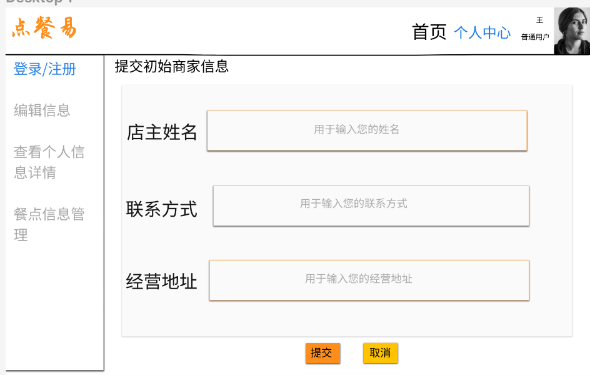 Desktop 1
点餐易
首页 个人中心
王
普通用户
登录/注册
编辑信息
查看个人信
息详情
餐点信息管
理
提交初始商家信息
店主姓名 用于输入您的姓名
联系方式 用于输入您的联系方式
经营地址 用于输入您的经营地址
提交 取消